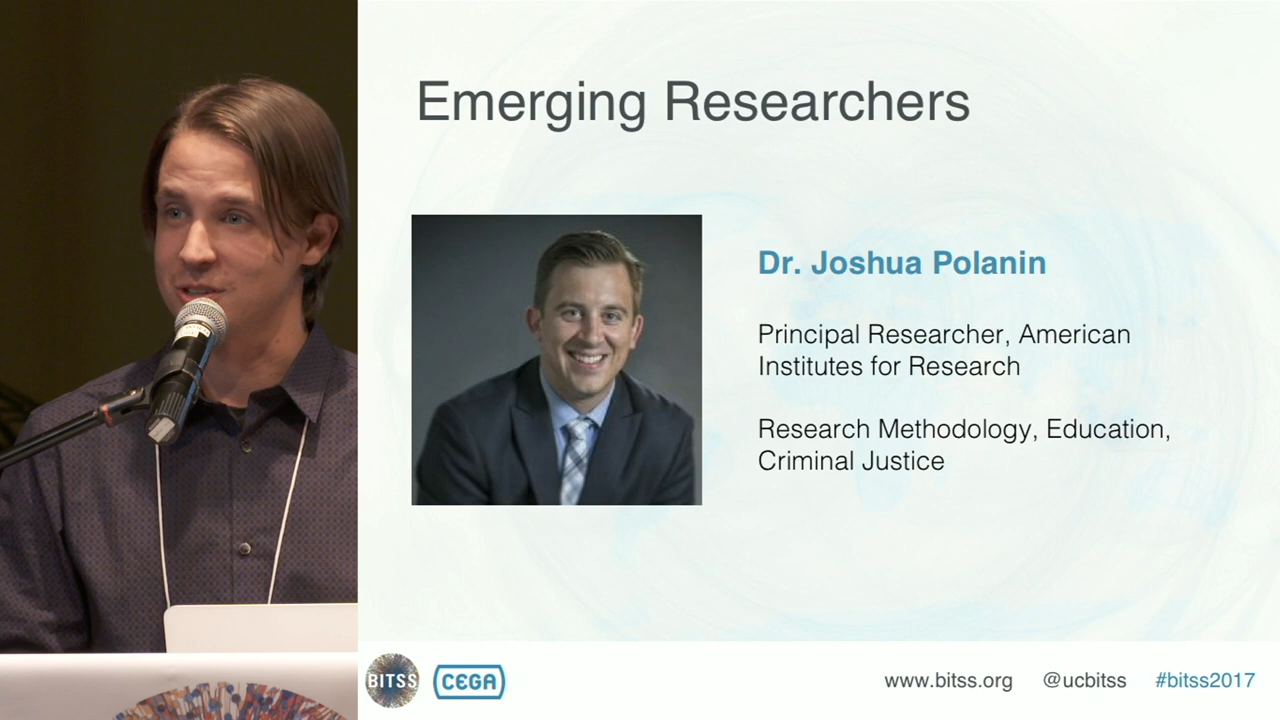 Emerging Researchers
Dr. Joshua Polanin
Principal Researcher, American
Institutes for Research
Research Methodology, Education,
Criminal Justice
BITSS
CEGA
www.bitss.org
@ucbitss
#bitss2017